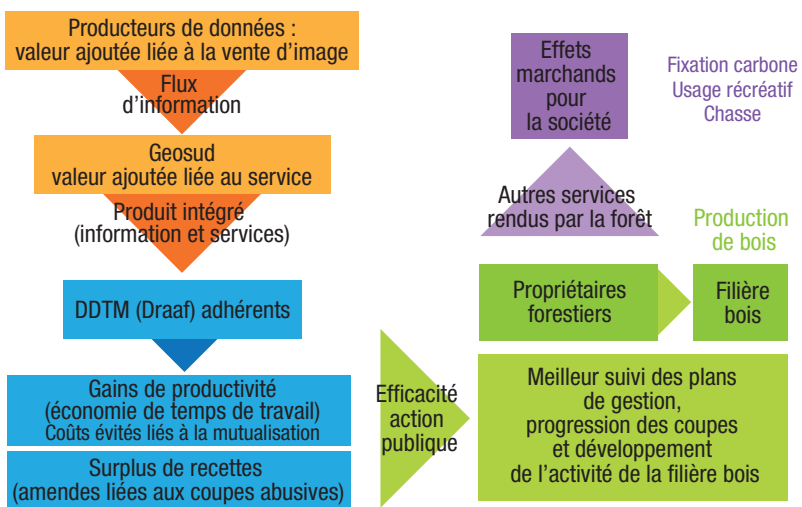 Producteurs de données :
valeur ajoutée liée à la vente d’image
Flux
d’information
Geosud
valeur ajoutée liée au service
Produit intégré
(information et services)
DDTM (Draaf) adhérents
Gains de productivité
(économie de temps de travail)
Coûts évités liés à la mutualisation
Surplus de recettes
(amendes liées aux coupes abusives)
Efficacité
action
publique
Effets
marchands
pour
la société
Fixation carbone
Usage récréatif
Chasse
Autres services
rendus par la forêt
Production
de bois
Propriétaires
forestiers
Filière
bois
Meilleur suivi des plans
de gestion,
progression des coupes
et développement
de l’activité de la filière bois